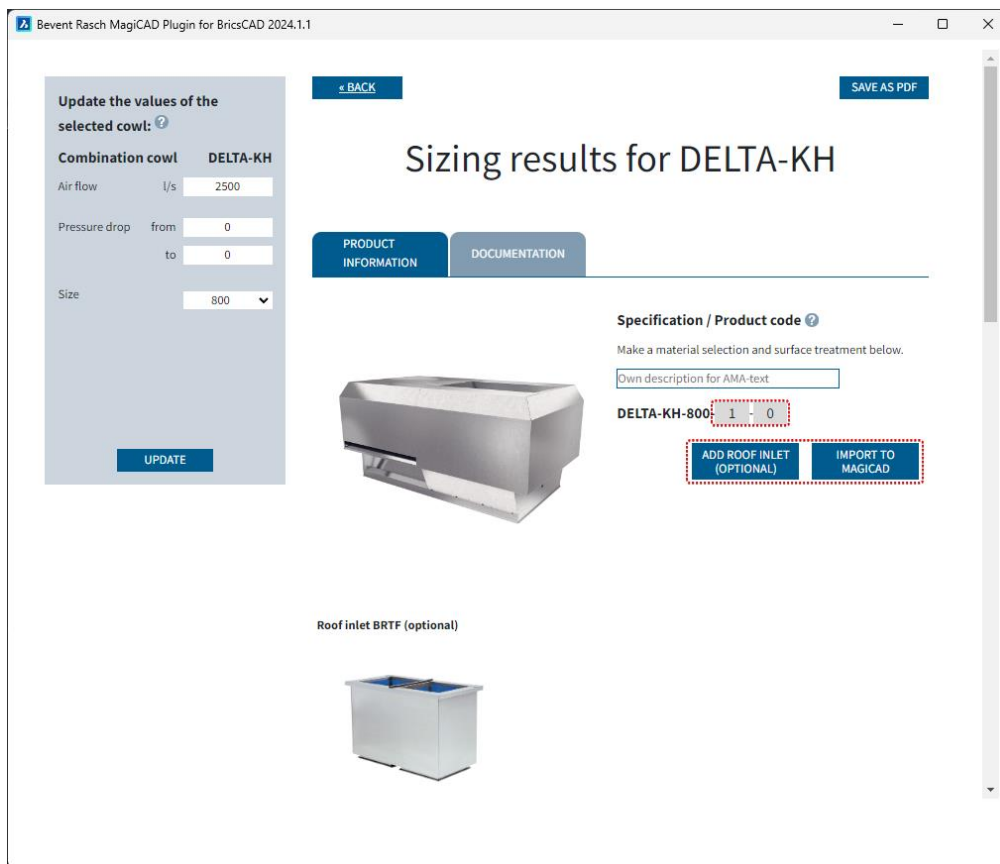 Bevent Rasch MagiCAD Plugin for BricsCAD 2024.1.1
Update the values of the
selected cowl: ?
Combination cowl DELTA-KH
Air flow l/s 2500
Pressure drop from 0
to 0
Size 800
UPDATE
« BACK
SAVE AS PDF
Sizing results for DELTA-KH
PRODUCT
INFORMATION
DOCUMENTATION
Specification / Product code ?
Make a material selection and surface treatment below.
Own description for AMA-text
DELTA-KH-800- 1 - 0
ADD ROOF INLET
(OPTIONAL)
IMPORT TO
MAGICAD
Roof inlet BRTF (optional)